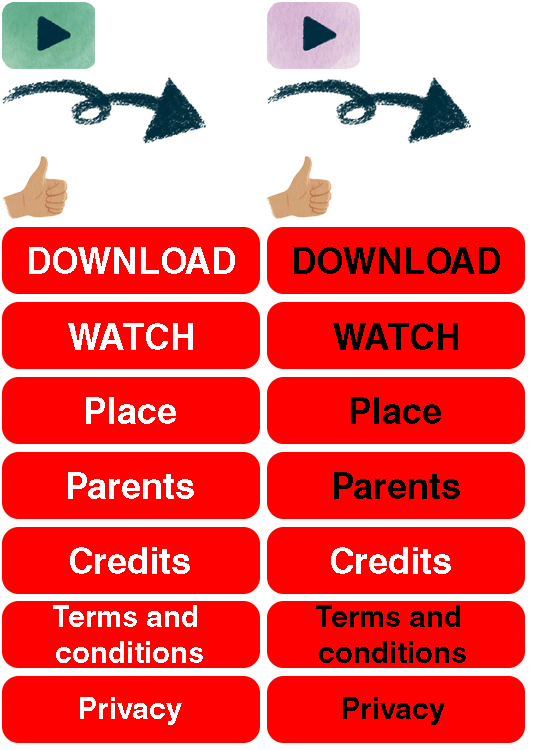 DOWNLOAD DOWNLOAD
WATCH WATCH
Place Place
Parents Parents
Credits Credits
Terms and Terms and
conditions conditions
Privacy Privacy